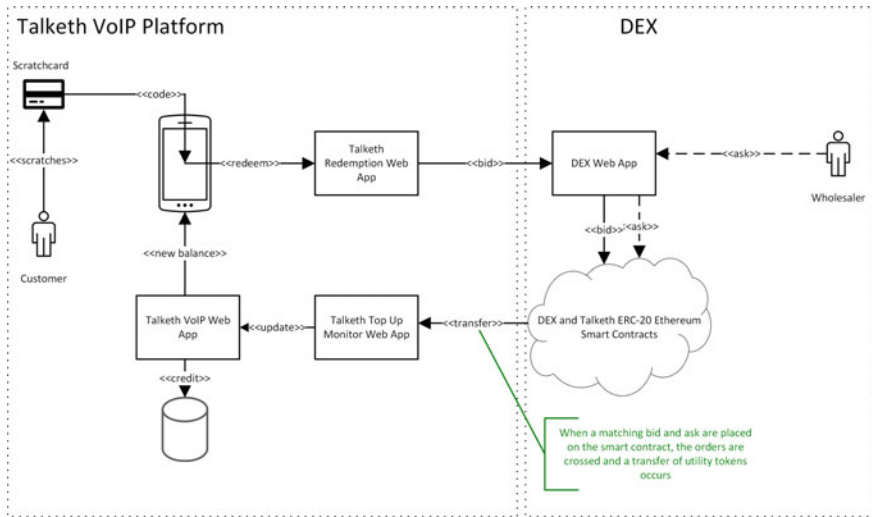 Talketh VoIP Platform
DEX
Scratchcard
<<code>>
<<scratches>>
Customer
<<redeem>>
Talketh
Redemption Web
App
<<bid>>
DEX Web App
<<ask>>
Wholesaler
<<bid>>
<<ask>>
<<new balance>>
Talketh VoIP Web
App
<<update>>
Talketh Top Up
Monitor Web App
<<transfer>>
DEX and Talketh ERC-20 Ethereum
Smart Contracts
<<credit>>
When a matching bid and ask are placed
on the smart contract, the orders are
crossed and a transfer of utility tokens
occurs